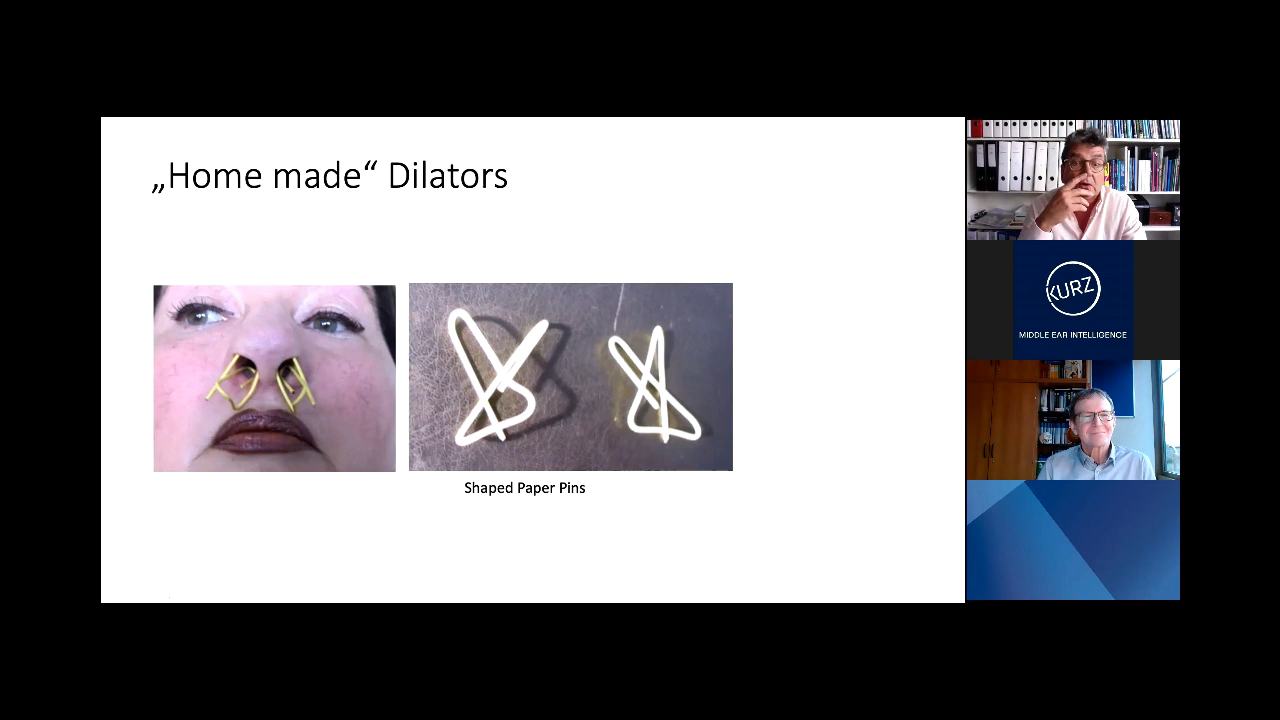 „Home made“ Dilators
Shaped Paper Pins
KURZ
MIDDLE EAR INTELLIGENCE